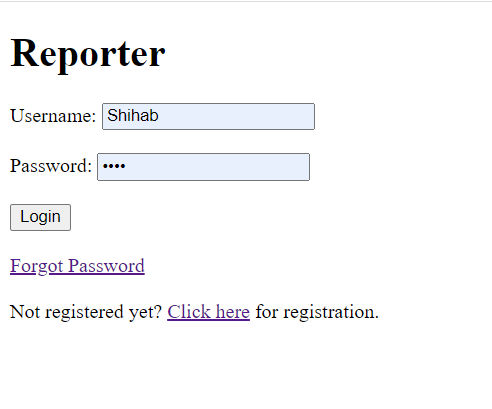 Reporter
Username: Shihab
Password: ••••
Login
Forgot Password
Not registered yet? Click here for registration.